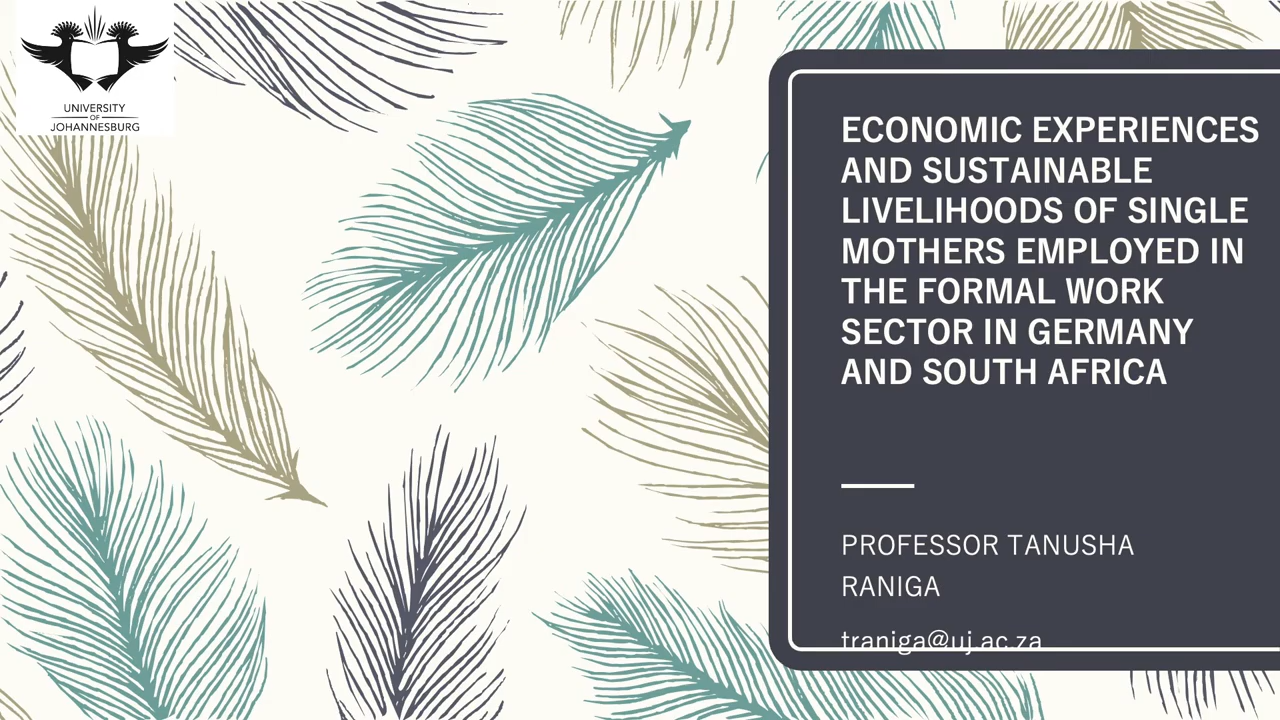 UNIVERSITY
OF
JOHANNESBURG
ECONOMIC EXPERIENCES
AND SUSTAINABLE
LIVELIHOODS OF SINGLE
MOTHERS EMPLOYED IN
THE FORMAL WORK
SECTOR IN GERMANY
AND SOUTH AFRICA
PROFESSOR TANUSHA
RANIGA
traniga@uj.ac.za